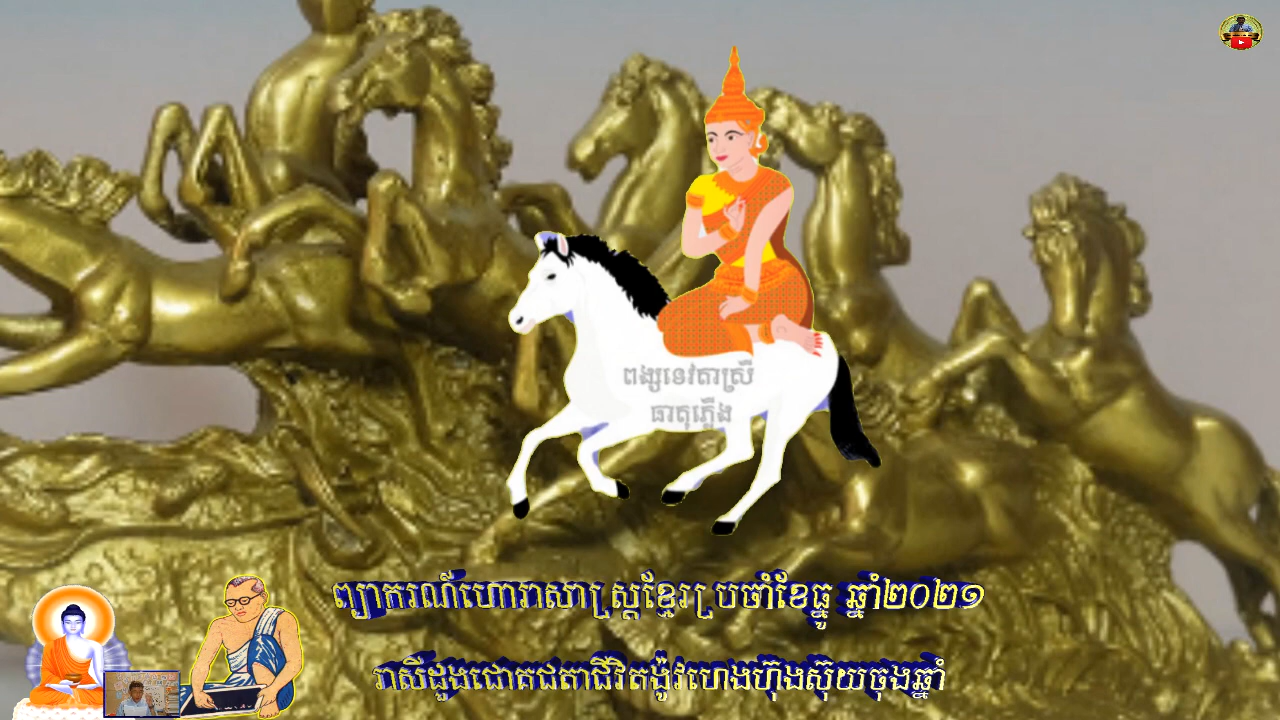 ពង្សទេវតាស្រី
ធាតុភ្លើង
ព្យាករណ៍ហោរាសាស្ត្រខ្មែរ ប្រចាំខែធ្នូ ឆ្នាំ២០២១
រាសីដួងជោគជតាជីវិតង៉ូវហេងហ៊ុងស៊ុយចុងឆ្នាំ